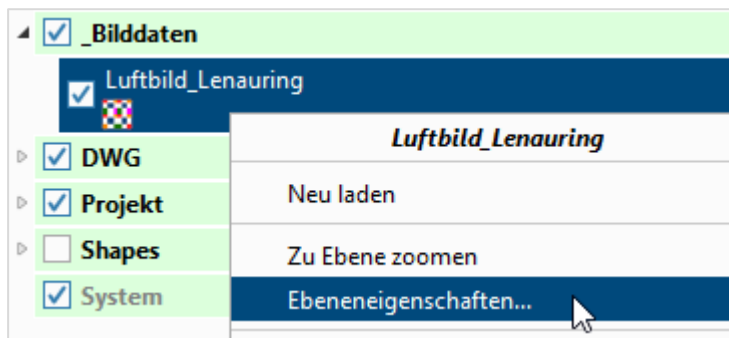 _Bilddaten
Luftbild_Lenauring
Luftbild_Lenauring
DWG
Neu laden
Projekt
Shapes
Zu Ebene zoomen
System
Ebeneneigenschaften...